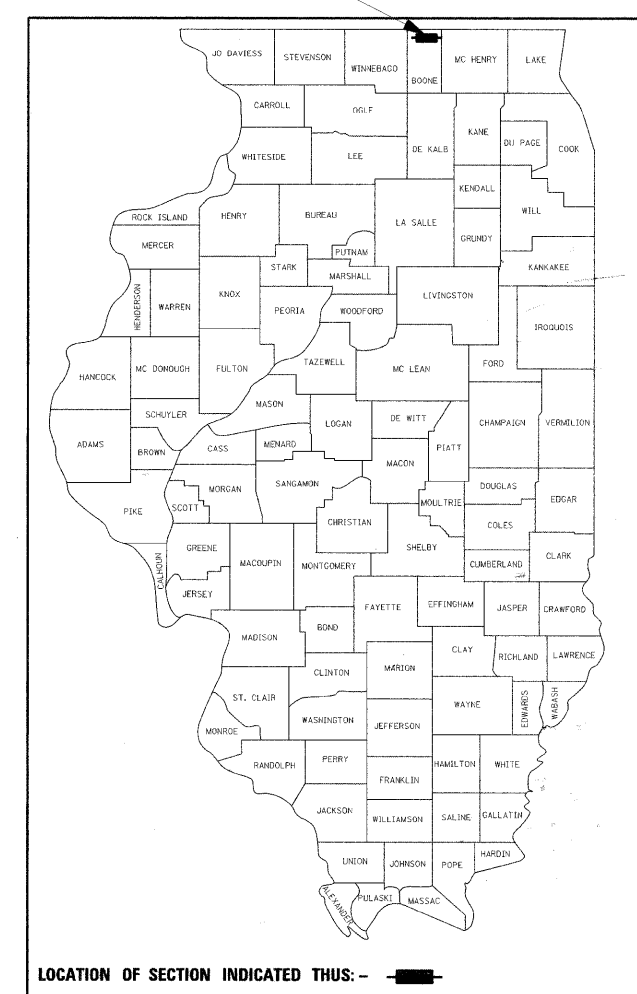 JO DAVIESS
STEVENSON
WINNEBAGO
BOONE
MC HENRY
LAKE
CARROLL
OGLE
KANE
DE KALB
DU PAGE
COOK
WHITESIDE
LEE
KENDALL
WILL
ROCK ISLAND
HENRY
BUREAU
LA SALLE
GRUNDY
MERCER
PUTNAM
STARK
MARSHALL
KANKAKEE
HENDERSON
WARREN
KNOX
PEORIA
WOODFORD
LIVINGSTON
IROQUOIS
HANCOCK
MC DONOUGH
FULTON
TAZEWELL
MC LEAN
FORD
MASON
SCHUYLER
LOGAN
DE WITT
CHAMPAIGN
VERMILION
ADAMS
BROWN
CASS
MENARD
PIATT
MACON
MORGAN
SANGAMON
DOUGLAS
EDGAR
PIKE
SCOTT
MOULTRIE
CHRISTIAN
COLES
CALHOUN
GREENE
MACOUPIN
MONTGOMERY
SHELBY
CUMBERLAND
CLARK
JERSEY
FAYETTE
EFFINGHAM
JASPER
CRAWFORD
MADISON
BOND
CLAY
RICHLAND
LAWRENCE
CLINTON
MARION
ST. CLAIR
WAYNE
EDWARDS
WABASH
WASHINGTON
JEFFERSON
MONROE
RANDOLPH
PERRY
HAMILTON
WHITE
FRANKLIN
JACKSON
WILLIAMSON
SALINE
GALLATIN
UNION
JOHNSON
POPE
HARDIN
ALEXANDER
PULASKI
MASSAC
LOCATION OF SECTION INDICATED THUS: -